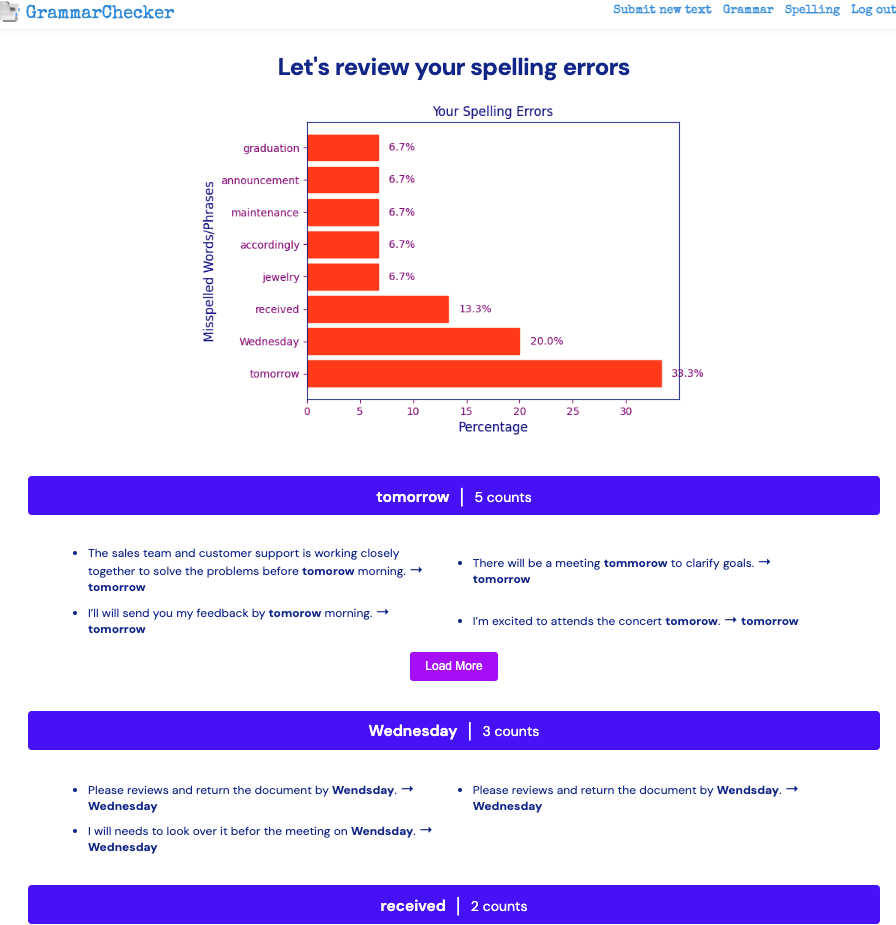 GrammarChecker
Submit new text Grammar Spelling Log out
Let's review your spelling errors
Your Spelling Errors
graduation 6.7%
announcement 6.7%
maintenance 6.7%
accordingly 6.7%
jewelry 6.7%
received 13.3%
Wednesday 20.0%
tomorrow 33.3%
Misspelled Words/Phrases
0 5 10 15 20 25 30
Percentage
tomorrow | 5 counts
• The sales team and customer support is working closely
together to solve the problems before tomorow morning. →
tomorrow
• I'll will send you my feedback by tomorow morning. →
tomorrow
• There will be a meeting tommorow to clarify goals. →
tomorrow
• I'm excited to attends the concert tomorow. → tomorrow
Load More
Wednesday | 3 counts
• Please reviews and return the document by Wendsday. →
Wednesday
• I will needs to look over it befor the meeting on Wendsday. →
Wednesday
• Please reviews and return the document by Wendsday. →
Wednesday
received | 2 counts